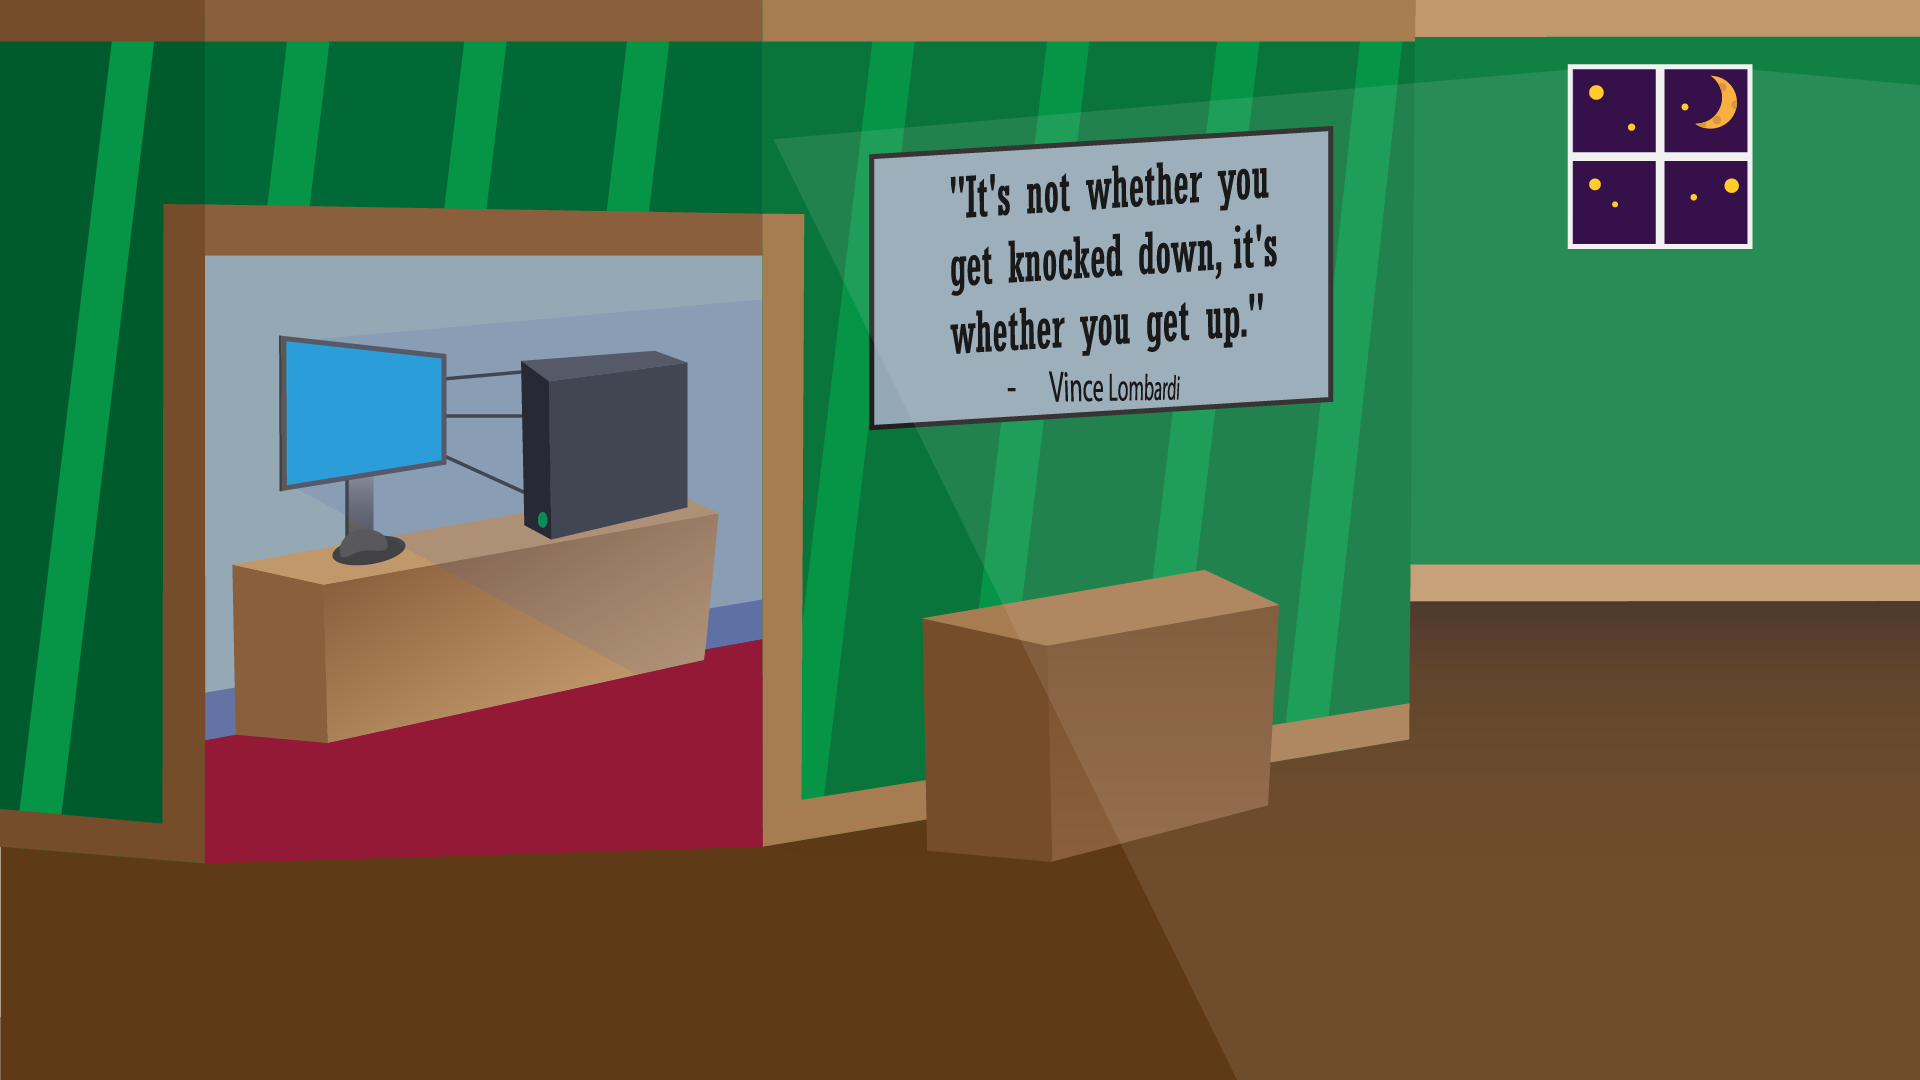 "It's not whether you
get knocked down, it's
whether you get up."
- Vince Lombardi